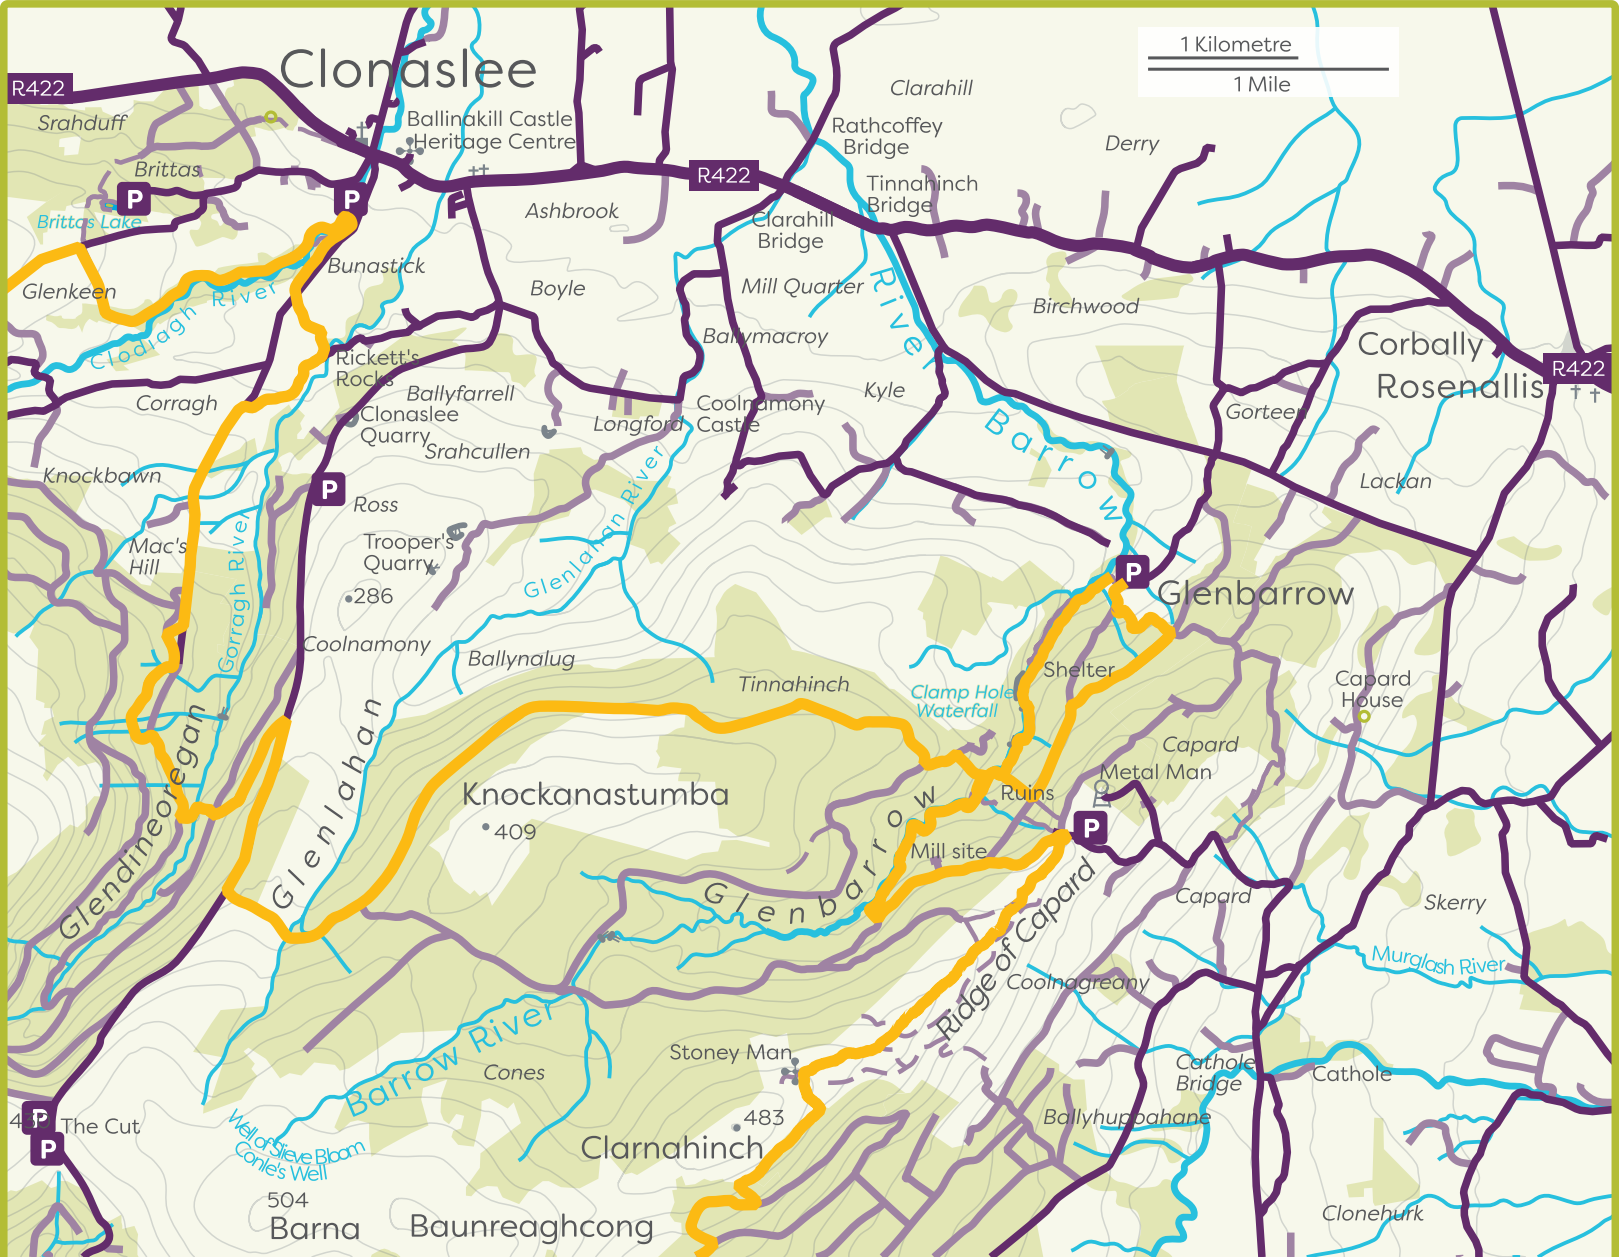 1 Kilometre
1 Mile
Clonaslee
R422
Clarahill
Srahduff
Ballinakill Castle
Heritage Centre
Rathcoffey
Bridge
Derry
Brittas
P
P
R422
Tinnahinch
Bridge
Brittas Lake
Ashbrook
Clarahill
Bridge
Bunastick
Glenkeen
Clodiagh River
Boyle
Mill Quarter
River
Birchwood
Ballymacroy
Corbally
Rosenallis
R422
Rickett's
Rocks
Corragh
Ballyfarrell
Clonaslee
Quarry
Longford
Coolnamony
Castle
Kyle
Gorteen
Barrow
Srahcullen
Knockbawn
P
Ross
Glenlahan River
Lackan
Mac's
Hill
Trooper's
Quarry
286
Gorragh River
P
Glenbarrow
Coolnamony
Ballynalug
Tinnahinch
Shelter
Clamp Hole
Waterfall
Capard
House
Glendineoregan
Glenlahan
Capard
Metal Man
Knockanastumba
409
Ruins
P
Mill site
Glenbarrow
Capard
Skerry
Ridge of Capard
Coolnagreany
Murglash River
Barrow River
Stoney Man
Cones
Cathole
Bridge
Cathole
P
The Cut
P
483
Ballyhuppahane
Well of Slieve Bloom
Conie's Well
Clarnahinch
504
Barna
Baunreaghcong
Clonehurk